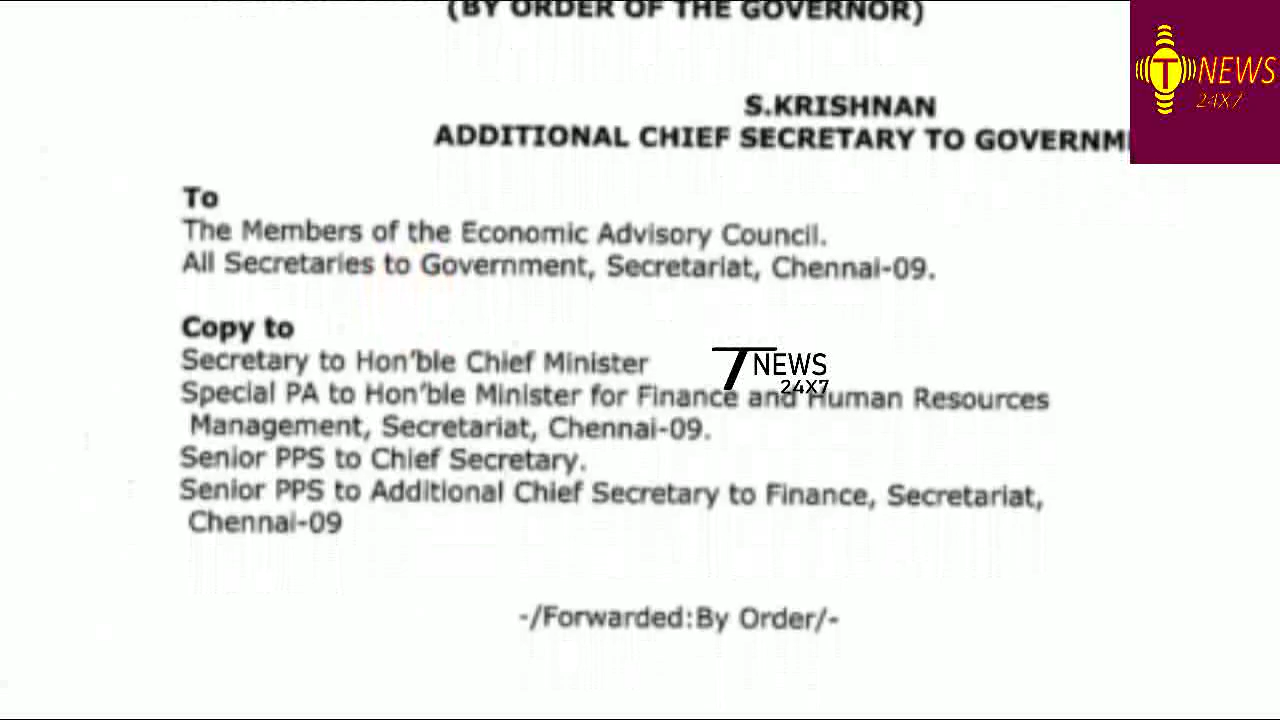 (BY ORDER OF THE GOVERNOR)
T NEWS
24X7
S.KRISHNAN
ADDITIONAL CHIEF SECRETARY TO GOVERNM
To
The Members of the Economic Advisory Council.
All Secretaries to Government, Secretariat, Chennai-09.
Copy to
Secretary to Hon'ble Chief Minister
T NEWS
24X7
Special PA to Hon'ble Minister for Finance and Human Resources
Management, Secretariat, Chennai-09.
Senior PPS to Chief Secretary.
Senior PPS to Additional Chief Secretary to Finance, Secretariat,
Chennai-09
-/Forwarded:By Order/-